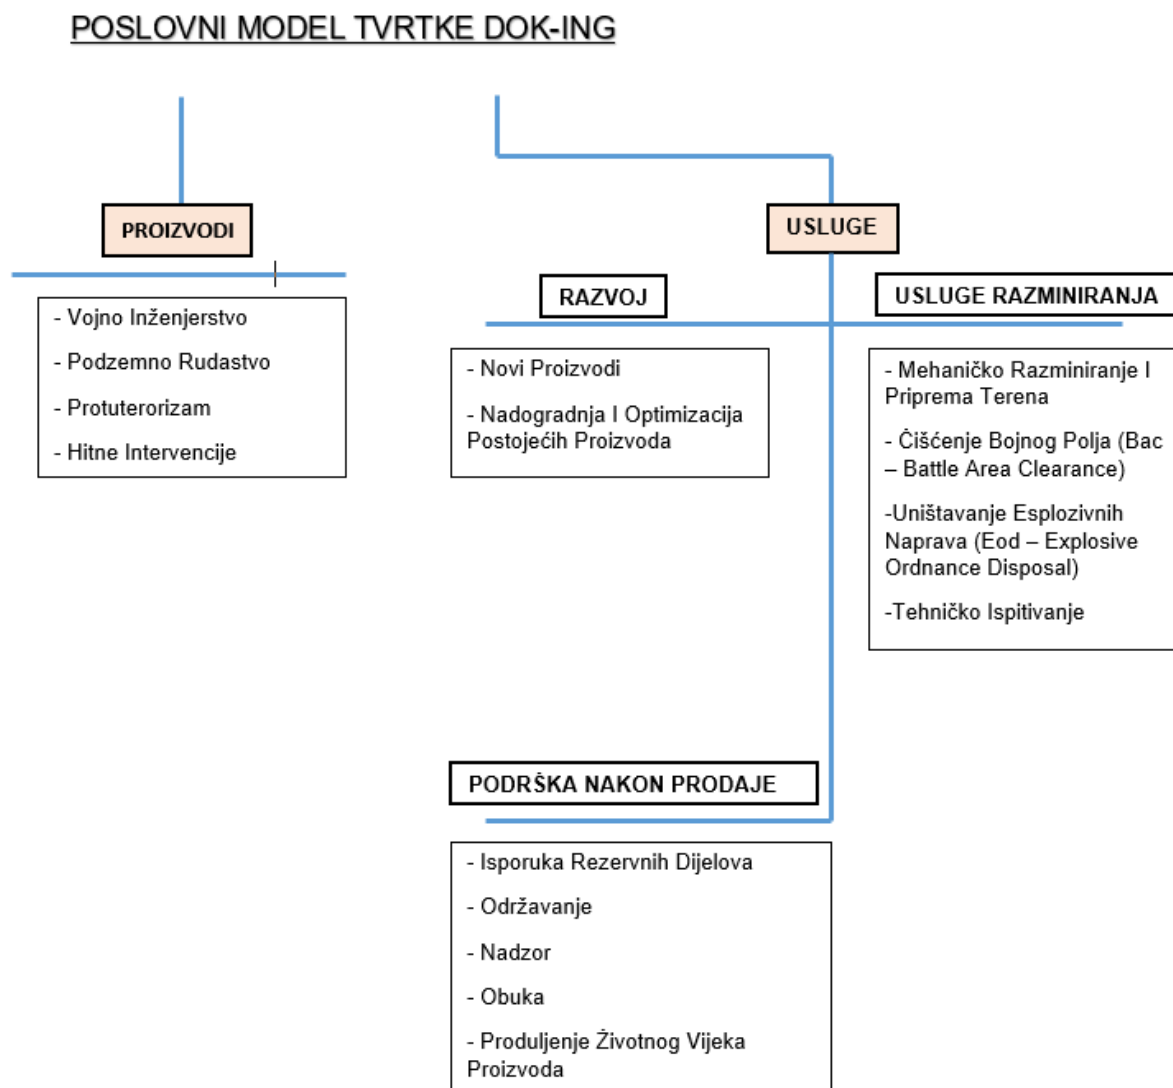 POSLOVNI MODEL TVRTKE DOK-ING
PROIZVODI
- Vojno Inženjerstvo
- Podzemno Rudastvo
- Protuterorizam
- Hitne Intervencije
USLUGE
RAZVOJ
- Novi Proizvodi
- Nadogradnja I Optimizacija
Postojećih Proizvoda
USLUGE RAZMINIRANJA
- Mehaničko Razminiranje I
Priprema Terena
- Čišćenje Bojnog Polja (Bac
– Battle Area Clearance)
-Uništavanje Esplozivnih
Naprava (Eod – Explosive
Ordnance Disposal)
-Tehničko Ispitivanje
PODRŠKA NAKON PRODAJE
- Isporuka Rezervnih Dijelova
- Održavanje
- Nadzor
- Obuka
- Produljenje Životnog Vijeka
Proizvoda